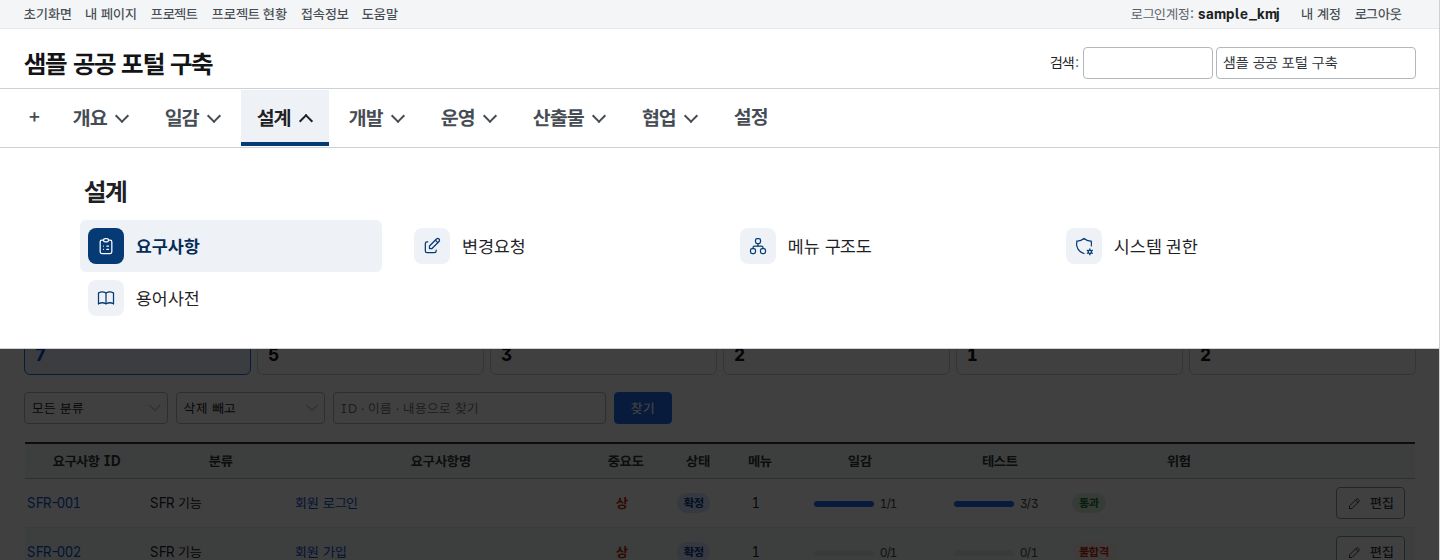 초기화면 내 페이지 프로젝트 프로젝트 현황 접속정보 도움말 로그인계정: sample_kmj 내 계정 로그아웃
샘플 공공 포털 구축 검색: 샘플 공공 포털 구축
+ 개요 일감 설계 개발 운영 산출물 협업 설정
설계
요구사항 변경요청 메뉴 구조도 시스템 권한
용어사전
7 5 3 2 1 2
모든 분류 삭제 빼고 ID · 이름 · 내용으로 찾기 찾기
요구사항 ID 분류 요구사항명 중요도 상태 메뉴 일감 테스트 위험
SFR-001 SFR 기능 회원 로그인 상 확정 1 1/1 3/3 통과 편집
SFR-002 SFR 기능 회원 가입 상 확정 1 0/1 0/1 불합격 편집